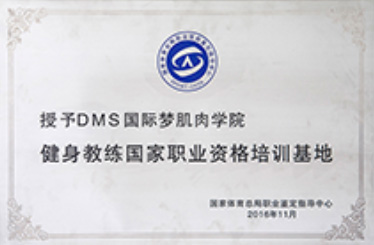 授予DMS国际梦肌肉学院
健身教练国家职业资格培训基地
国家体育总局职业鉴定指导中心
2016年11月